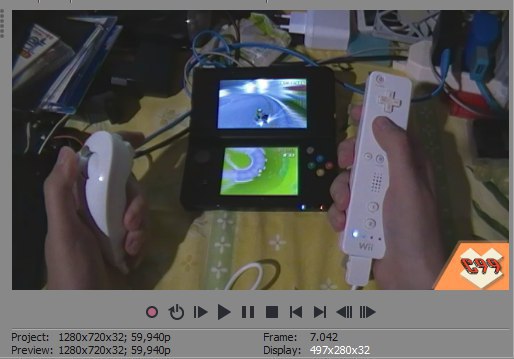 Wii
Project: 1280x720x32; 59,940p
Frame: 7.042
Preview: 1280x720x32; 59,940p
Display: 497x280x32